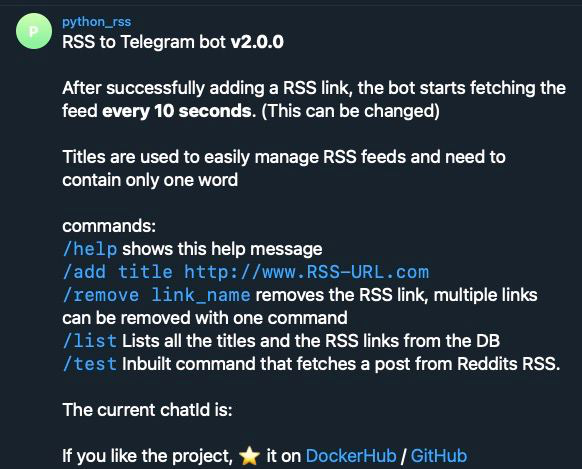 P
python_rss
RSS to Telegram bot v2.0.0
After successfully adding a RSS link, the bot starts fetching the
feed every 10 seconds. (This can be changed)
Titles are used to easily manage RSS feeds and need to
contain only one word
commands:
/help shows this help message
/add title http://www.RSS-URL.com
/remove link_name removes the RSS link, multiple links
can be removed with one command
/list Lists all the titles and the RSS links from the DB
/test Inbuilt command that fetches a post from Reddits RSS.
The current chatId is:
If you like the project, ⭐ it on DockerHub / GitHub